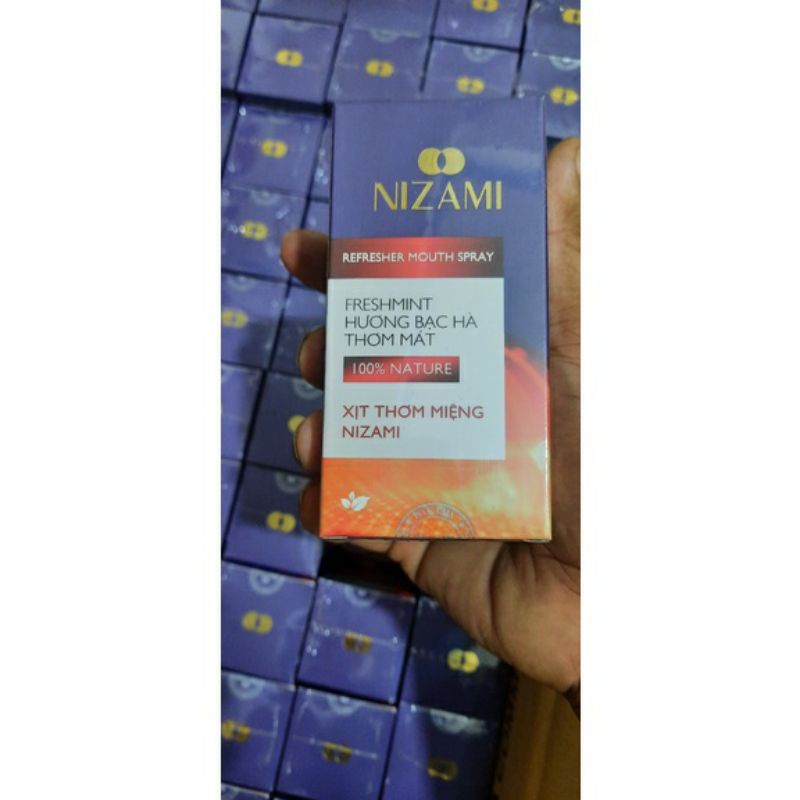 NIZAMI
REFRESHER MOUTH SPRAY
FRESHMINT
HƯƠNG BẠC HÀ
THƠM MÁT
100% NATURE
XỊT THƠM MIỆNG
NIZAMI